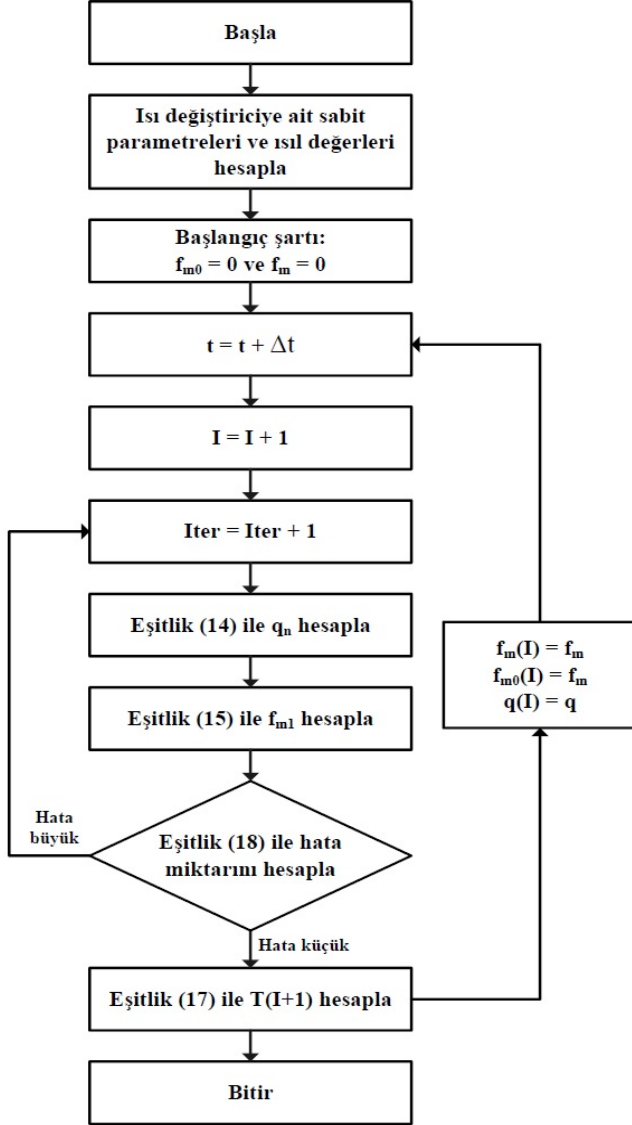 Başla
Isı değiştiriciye ait sabit
parametreleri ve ısıl değerleri
hesapla
Başlangıç şartı:
fm0 = 0 ve fm = 0
t = t + Δt
I = I + 1
Iter = Iter + 1
Eşitlik (14) ile qn hesapla
Eşitlik (15) ile fm1 hesapla
Hata
büyük
Eşitlik (18) ile hata
miktarını hesapla
Hata küçük
Eşitlik (17) ile T(I+1) hesapla
Bitir
fm(I) = fm
fm0(I) = fm
q(I) = q